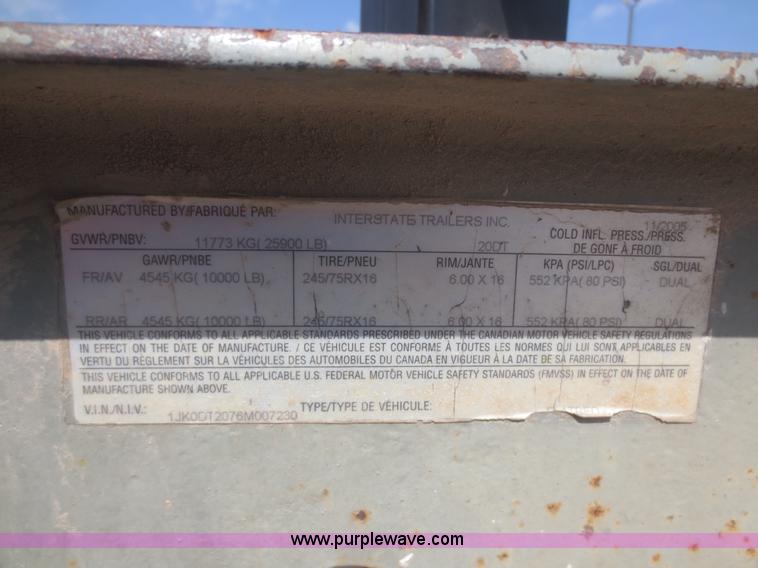 MANUFACTURED BY/FABRIQUÉ PAR: INTERSTATE TRAILERS INC. 11/2005
GVWR/PNBV: 11773 KG( 25900 LB) 20DT COLD INFL. PRESS./PRESS. DE GONF À FROID
GAWR/PNBE TIRE/PNEU RIM/JANTE KPA (PSI/LPC) SGL/DUAL
FR/AV 4545 KG( 10000 LB) 245/75RX16 6.00 X 16 552 KPA( 80 PSI) DUAL
RR/AR 4545 KG( 10000 LB) 245/75RX16 6.00 X 16 552 KPA( 80 PSI) DUAL
THIS VEHICLE CONFORMS TO ALL APPLICABLE STANDARDS PRESCRIBED UNDER THE CANADIAN MOTOR VEHICLE SAFETY REGULATIONS
IN EFFECT ON THE DATE OF MANUFACTURE. / CE VÉHICULE EST CONFORME À TOUTES LES NORMES QUI LUI SONT APPLICABLES EN
VERTU DU RÈGLEMENT SUR LA VÉHICULES DES AUTOMOBILES DU CANADA EN VIGUEUR À LA DATE DE SA FABRICATION.
THIS VEHICLE CONFORMS TO ALL APPLICABLE U.S. FEDERAL MOTOR VEHICLE SAFETY STANDARDS (FMVSS) IN EFFECT ON THE DATE OF
MANUFACTURE SHOWN ABOVE.
V.I.N./N.I.V. 1JK0DT2076M007230 TYPE/TYPE DE VÉHICULE:
www.purplewave.com